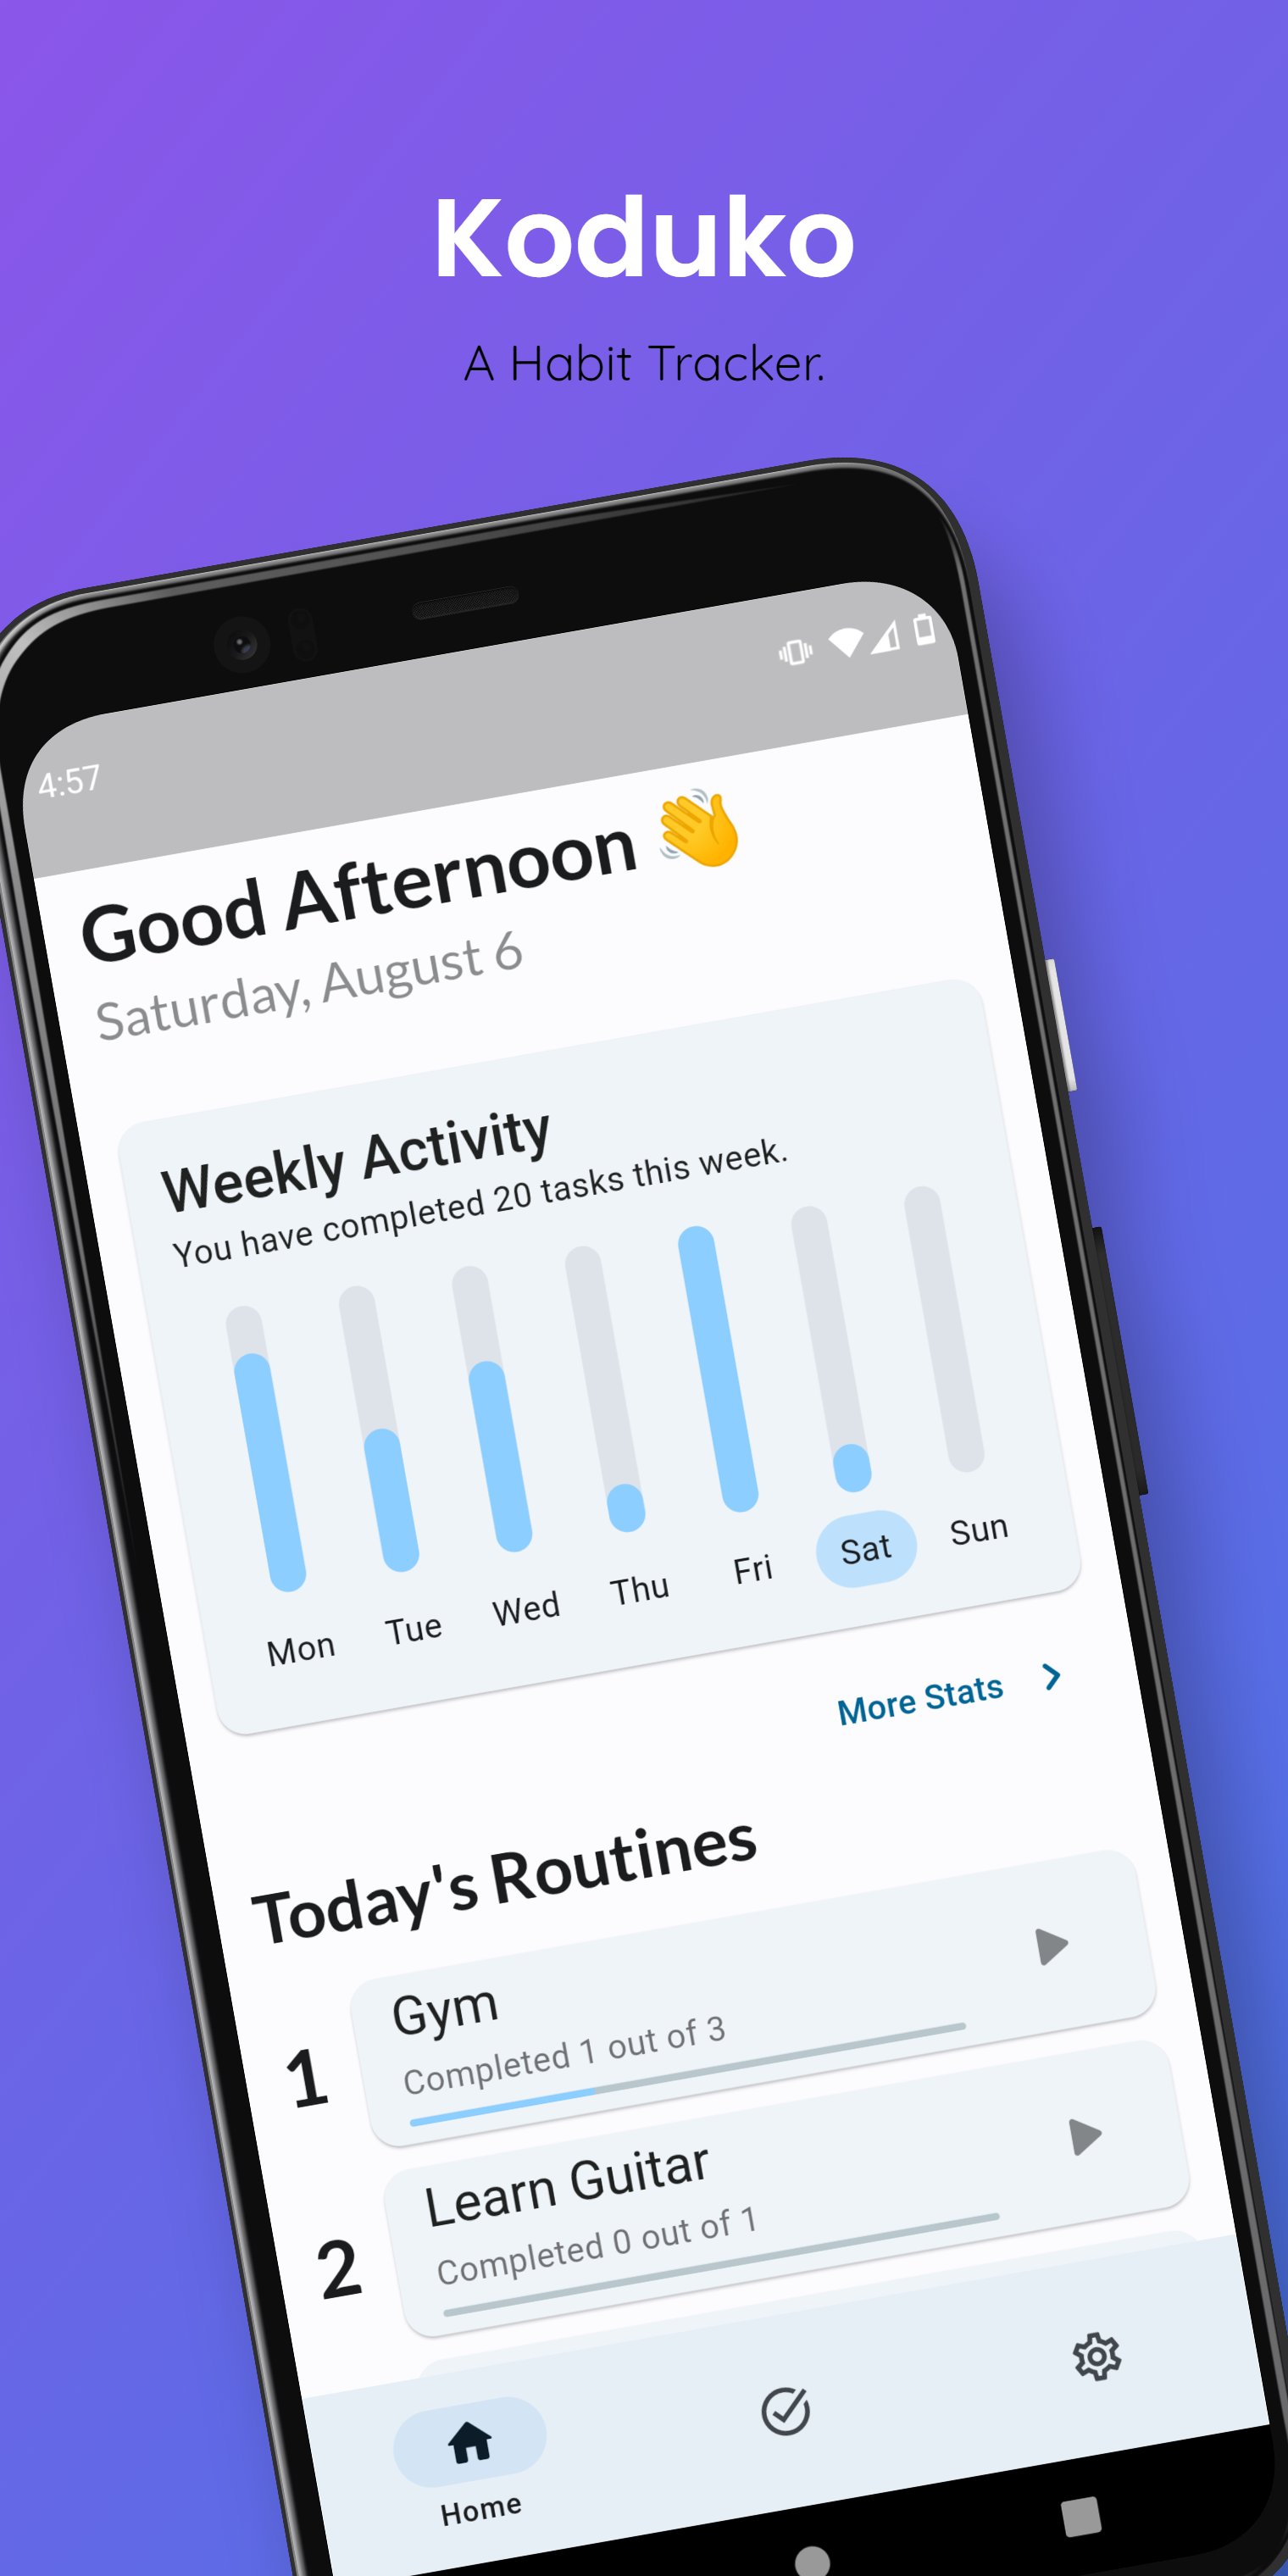 Koduko
A Habit Tracker.
4:57
Good Afternoon 👋
Saturday, August 6
Weekly Activity
You have completed 20 tasks this week.
Mon Tue Wed Thu Fri Sat Sun
More Stats
Today's Routines
1
Gym
Completed 1 out of 3
2
Learn Guitar
Completed 0 out of 1
Home